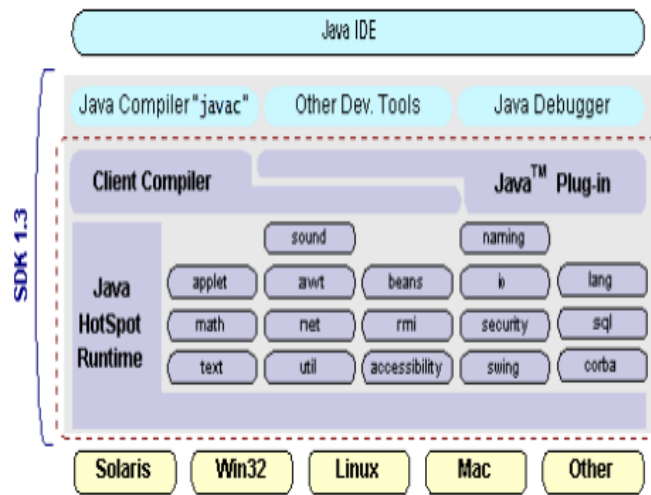 Java IDE
SDK 1.3
Java Compiler "javac"
Other Dev. Tools
Java Debugger
Client Compiler
Java™ Plug-in
Java
HotSpot
Runtime
sound
naming
applet
awt
beans
io
lang
math
net
rmi
security
sql
text
util
accessibility
swing
corba
Solaris
Win32
Linux
Mac
Other